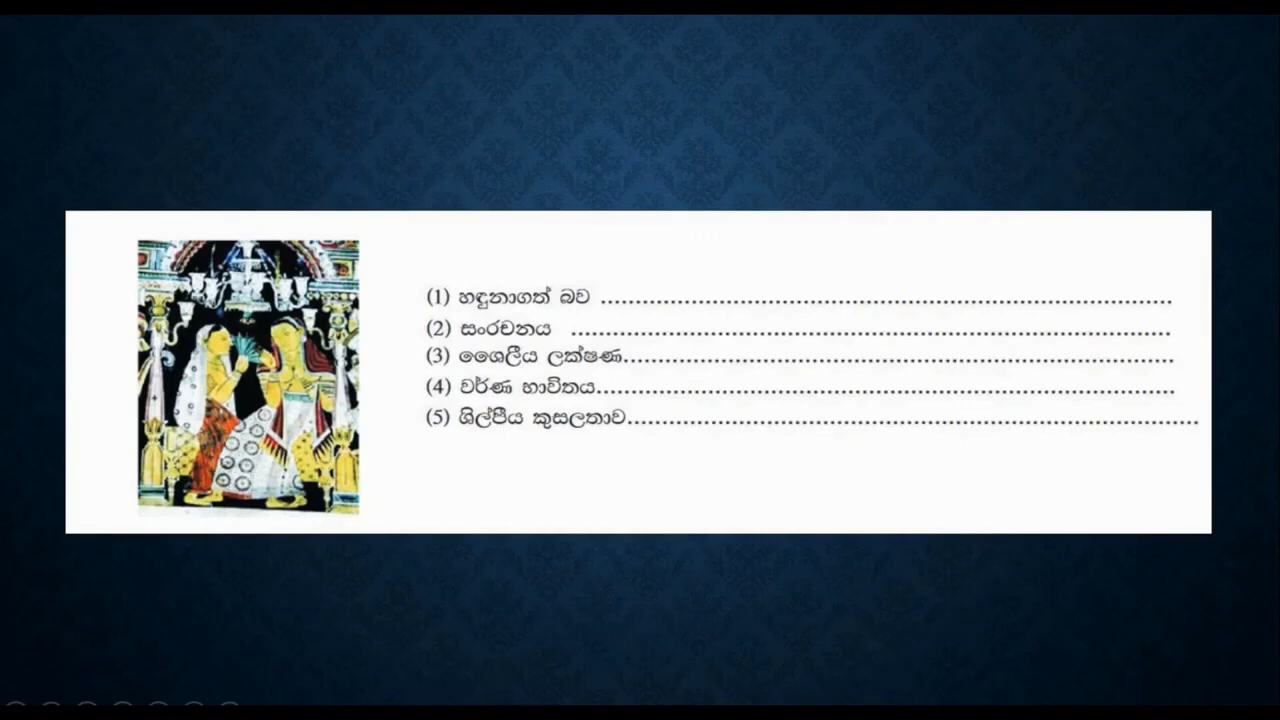 (1) හඳුනාගත් බව ................................................................................
(2) සංරචනය ....................................................................................
(3) ශෛලීය ලක්ෂණ...............................................................................
(4) වර්ණ භාවිතය..................................................................................
(5) ශිල්පීය කුසලතාව................................................................................